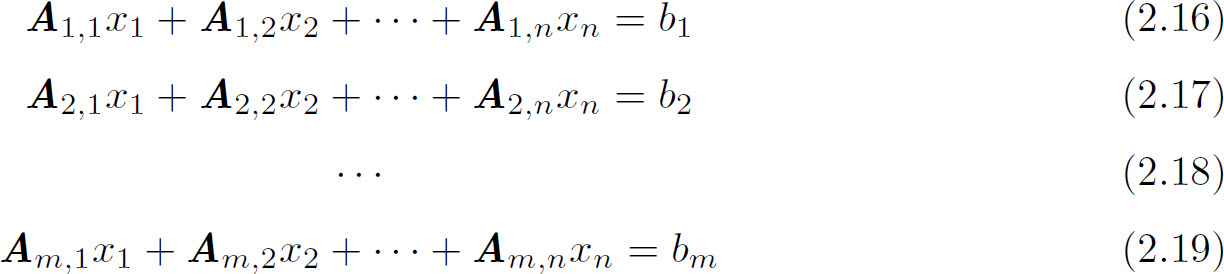 𝑨₁,₁x₁ + 𝑨₁,₂x₂ + ⋯ + 𝑨₁,ₙxₙ = b₁ (2.16)
𝑨₂,₁x₁ + 𝑨₂,₂x₂ + ⋯ + 𝑨₂,ₙxₙ = b₂ (2.17)
⋯ (2.18)
𝑨ₘ,₁x₁ + 𝑨ₘ,₂x₂ + ⋯ + 𝑨ₘ,ₙxₙ = bₘ (2.19)